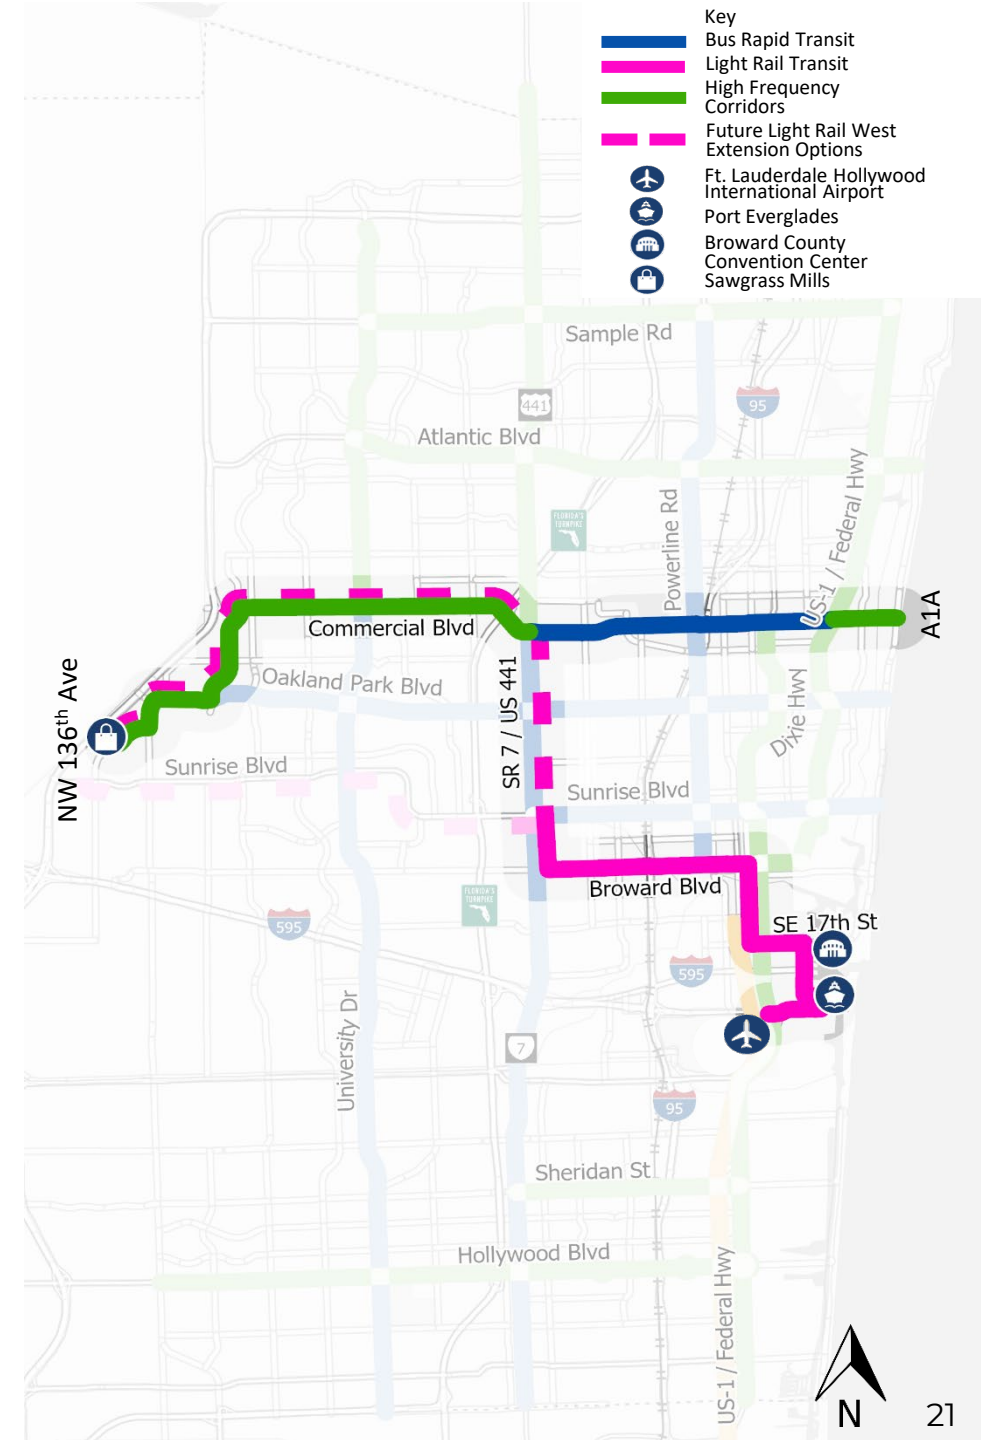 Key
Bus Rapid Transit
Light Rail Transit
High Frequency
Corridors
Future Light Rail West
Extension Options
Ft. Lauderdale Hollywood
International Airport
Port Everglades
Broward County
Convention Center
Sawgrass Mills
Sample Rd
441
95
Atlantic Blvd
FLORIDA'S
TURNPIKE
Powerline Rd
US-1 / Federal Hwy
A1A
Commercial Blvd
NW 136th Ave
Oakland Park Blvd
SR 7 / US 441
Dixie Hwy
Sunrise Blvd
Sunrise Blvd
Broward Blvd
FLORIDA'S
TURNPIKE
595
SE 17th St
595
University Dr
7
95
Sheridan St
Hollywood Blvd
US-1 / Federal Hwy
N
21